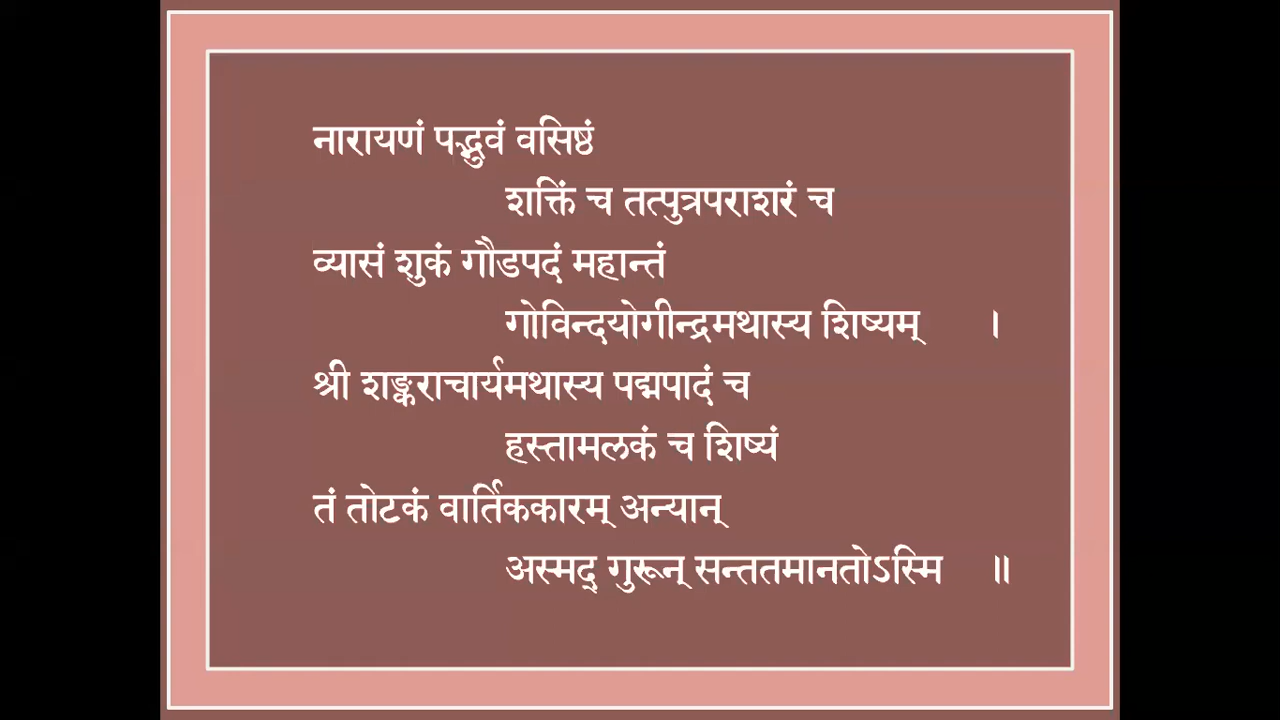 नारायणं पद्भुवं वसिष्ठं
शक्तिं च तत्पुत्रपराशरं च
व्यासं शुकं गौडपदं महान्तं
गोविन्दयोगीन्द्रमथास्य शिष्यम् ।
श्री शङ्कराचार्यमथास्य पद्मपादं च
हस्तामलकं च शिष्यं
तं तोटकं वार्तिककारम् अन्यान्
अस्मद् गुरून् सन्ततमानतोऽस्मि ॥